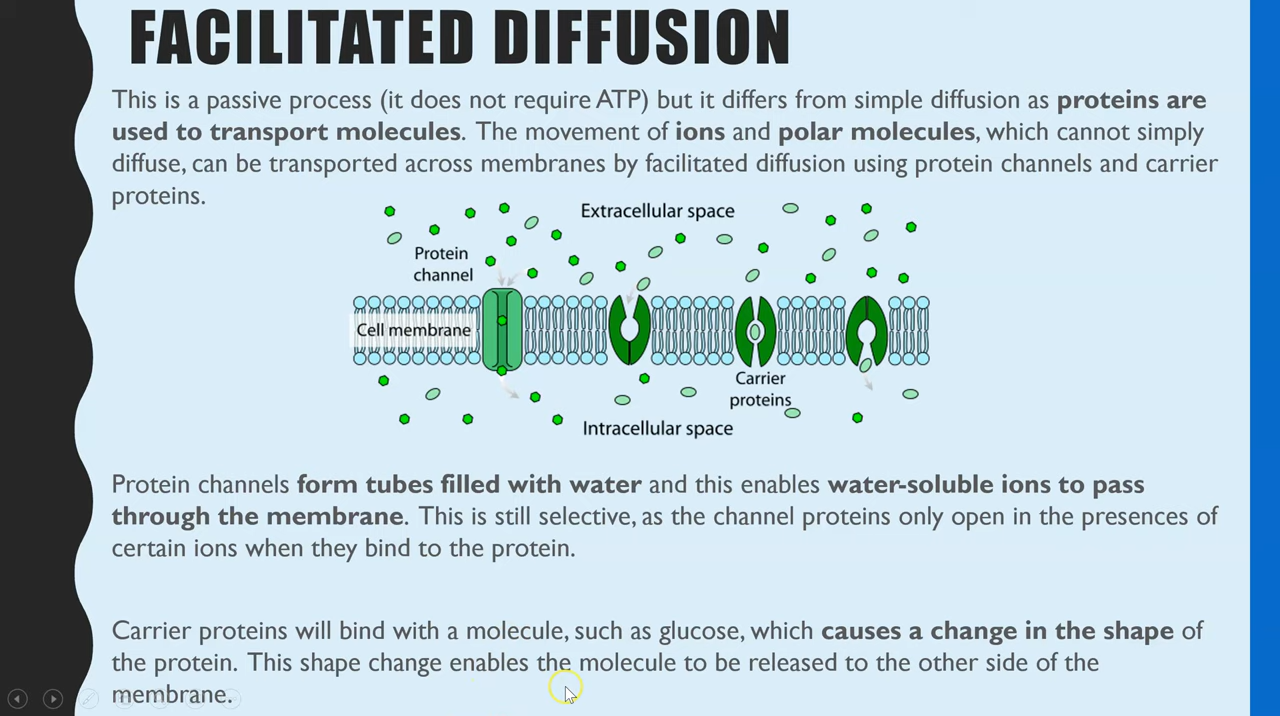 FACILITATED DIFFUSION
This is a passive process (it does not require ATP) but it differs from simple diffusion as proteins are
used to transport molecules. The movement of ions and polar molecules, which cannot simply
diffuse, can be transported across membranes by facilitated diffusion using protein channels and carrier
proteins.
Extracellular space
Protein
channel
Cell membrane
Carrier
proteins
Intracellular space
Protein channels form tubes filled with water and this enables water-soluble ions to pass
through the membrane. This is still selective, as the channel proteins only open in the presences of
certain ions when they bind to the protein.
Carrier proteins will bind with a molecule, such as glucose, which causes a change in the shape of
the protein. This shape change enables the molecule to be released to the other side of the
membrane.